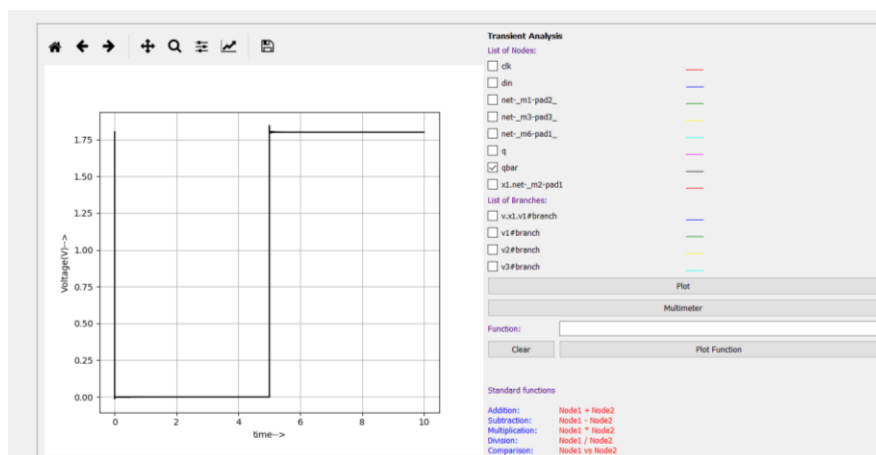 Transient Analysis
List of Nodes:
clk
din
net-_m1-pad2_
net-_m3-pad3_
net-_m6-pad1_
q
qbar
x1.net-_m2-pad1
List of Branches:
v.x1.v1#branch
v1#branch
v2#branch
v3#branch
Plot
Multimeter
Function:
Clear
Plot Function
Standard functions
Addition: Node1 + Node2
Subtraction: Node1 - Node2
Multiplication: Node1 * Node2
Division: Node1 / Node2
Comparison: Node1 vs Node2
Voltage(V)-->
1.75
1.50
1.25
1.00
0.75
0.50
0.25
0.00
0 2 4 6 8 10
time-->